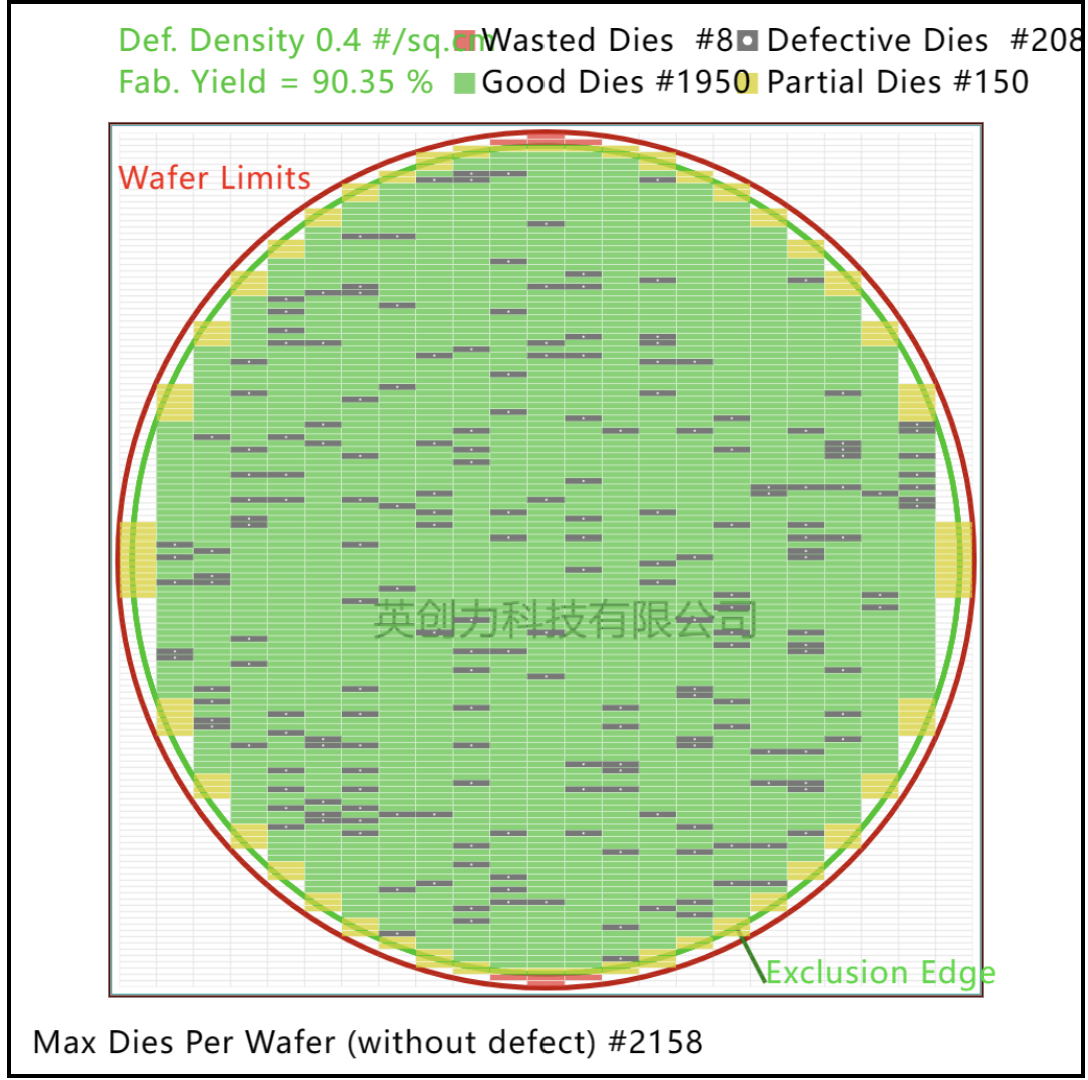 Def. Density 0.4 #/sq.cm Wasted Dies #8 Defective Dies #208
Fab. Yield = 90.35 % Good Dies #1950 Partial Dies #150
Wafer Limits
英创力科技有限公司
Exclusion Edge
Max Dies Per Wafer (without defect) #2158